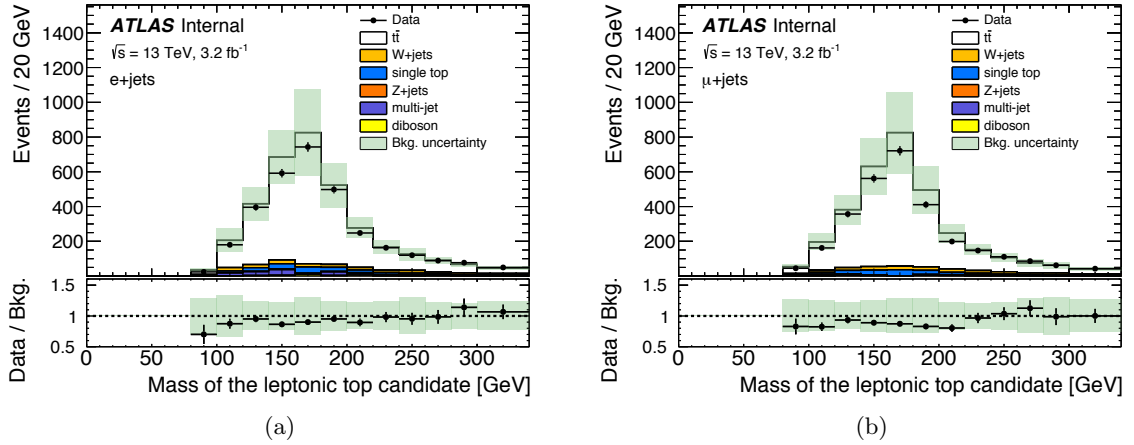 ATLAS Internal
√s = 13 TeV, 3.2 fb⁻¹
e+jets
Data
tt̄
W+jets
single top
Z+jets
multi-jet
diboson
Bkg. uncertainty
Events / 20 GeV
1400
1200
1000
800
600
400
200
Data / Bkg.
1.5
1
0.5
0 50 100 150 200 250 300
Mass of the leptonic top candidate [GeV]
(a)
ATLAS Internal
√s = 13 TeV, 3.2 fb⁻¹
μ+jets
Data
tt̄
W+jets
single top
Z+jets
multi-jet
diboson
Bkg. uncertainty
Events / 20 GeV
1400
1200
1000
800
600
400
200
Data / Bkg.
1.5
1
0.5
0 50 100 150 200 250 300
Mass of the leptonic top candidate [GeV]
(b)